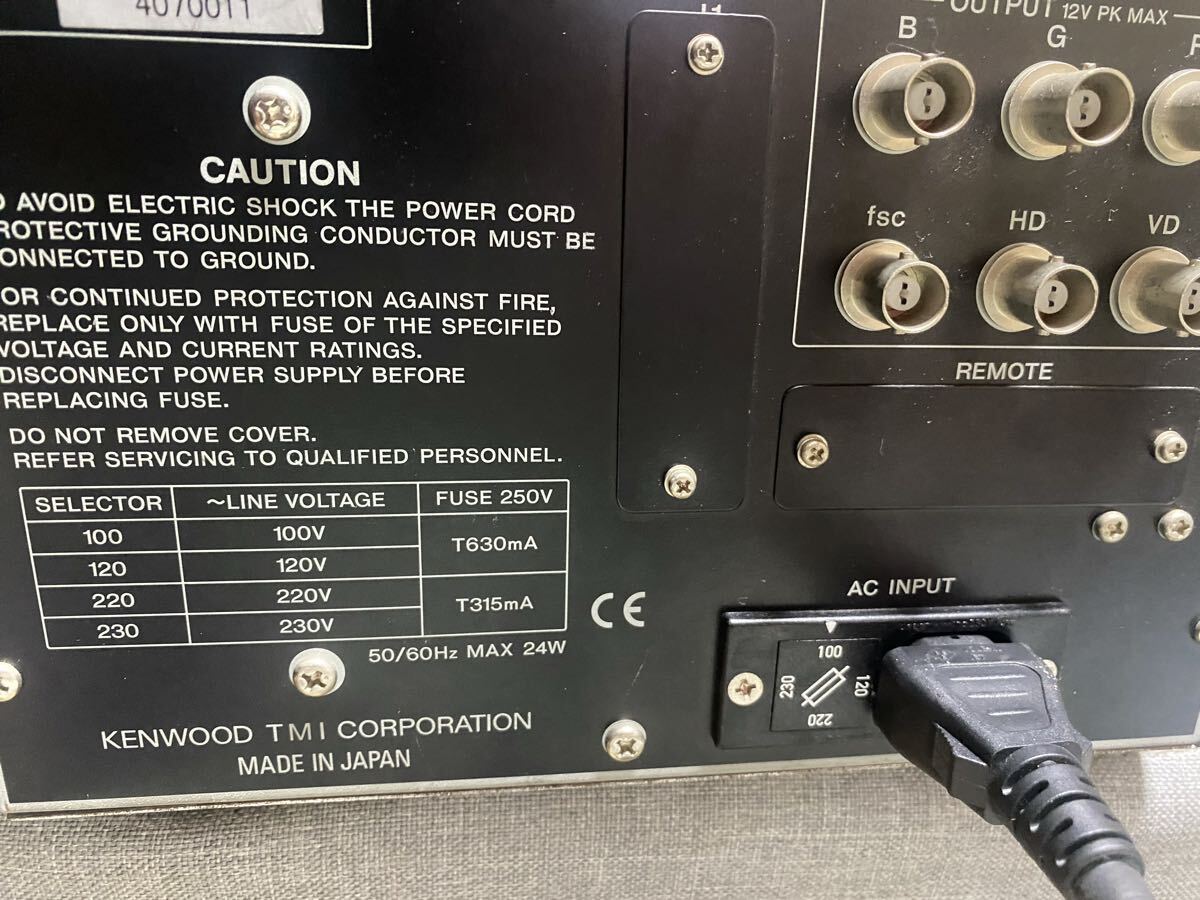 4070011
OUTPUT 12V PK MAX
B
G
fsc
HD
VD
CAUTION
AVOID ELECTRIC SHOCK THE POWER CORD
ROTECTIVE GROUNDING CONDUCTOR MUST BE
ONNECTED TO GROUND.
OR CONTINUED PROTECTION AGAINST FIRE,
REPLACE ONLY WITH FUSE OF THE SPECIFIED
VOLTAGE AND CURRENT RATINGS.
DISCONNECT POWER SUPPLY BEFORE
REPLACING FUSE.
DO NOT REMOVE COVER.
REFER SERVICING TO QUALIFIED PERSONNEL.
SELECTOR ~LINE VOLTAGE FUSE 250V
100 100V T630mA
120 120V
220 220V T315mA
230 230V
50/60Hz MAX 24W
CE
KENWOOD TMI CORPORATION
MADE IN JAPAN
REMOTE
AC INPUT
100
230
120
220